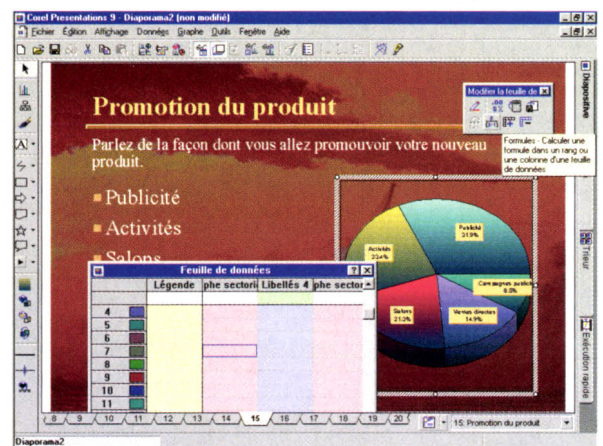 Corel Presentations 9 - Diaporama2 (non modifié)
Fichier Édition Affichage Données Graphe Outils Fenêtre Aide
Promotion du produit
Parlez de la façon dont vous allez promouvoir votre nouveau
produit.
Publicité
Activités
Salons
Modifier la feuille de
Formules - Calculer une
formule dans un rang ou
une colonne d'une feuille
de données
Publicité
31.9%
Activités
Salons
Ventes directes
14.9%
Feuille de données
Légende phe sectori Libellés 4 phe sector
4
5
6
7
8
9
10
11
Diapositive
Trieur
Exécution rapide
8 9 10 11 12 13 14 15 16 17 18 19 20
15: Promotion du produit
Diaporama2